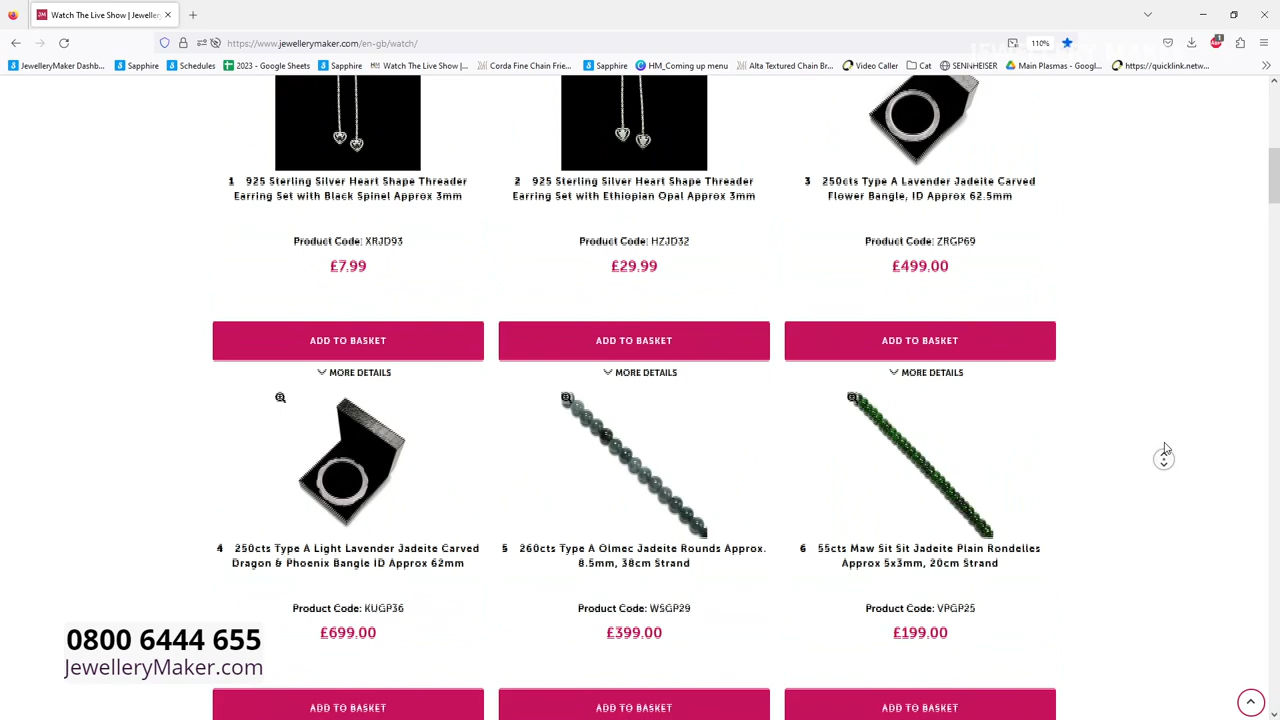 Watch The Live Show | Jeweller
https://www.jewellerymaker.com/en-gb/watch/
110%
1
JewelleryMaker Dashb...
Sapphire
Schedules
2023 - Google Sheets
Sapphire
Watch The Live Show |...
Corda Fine Chain Frie...
Sapphire
HM_Coming up menu
Alta Textured Chain Br...
Video Caller
Cat
SENNHEISER
Main Plasmas - Googl...
https://quicklink.netw...
1 925 Sterling Silver Heart Shape Threader
Earring Set with Black Spinel Approx 3mm
Product Code: XRJD93
£7.99
ADD TO BASKET
MORE DETAILS
2 925 Sterling Silver Heart Shape Threader
Earring Set with Ethiopian Opal Approx 3mm
Product Code: HZJD32
£29.99
ADD TO BASKET
MORE DETAILS
3 250cts Type A Lavender Jadeite Carved
Flower Bangle, ID Approx 62.5mm
Product Code: ZRGP69
£499.00
ADD TO BASKET
MORE DETAILS
4 250cts Type A Light Lavender Jadeite Carved
Dragon & Phoenix Bangle ID Approx 62mm
Product Code: KUGP36
£699.00
ADD TO BASKET
5 260cts Type A Olmec Jadeite Rounds Approx.
8.5mm, 38cm Strand
Product Code: WSGP29
£399.00
ADD TO BASKET
6 55cts Maw Sit Sit Jadeite Plain Rondelles
Approx 5x3mm, 20cm Strand
Product Code: VPGP25
£199.00
ADD TO BASKET
0800 6444 655
JewelleryMaker.com